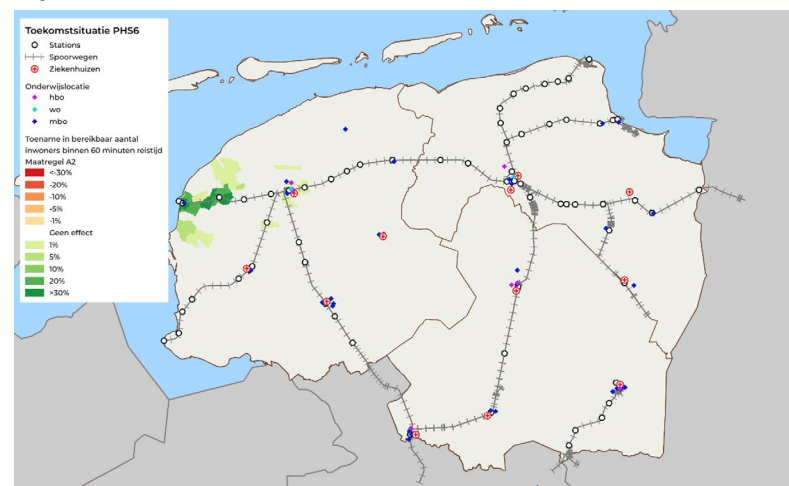 Toekomstsituatie PHS6
Stations
Spoorwegen
Ziekenhuizen
Onderwijslocatie
hbo
wo
mbo
Toename in bereikbaar aantal
inwoners binnen 60 minuten reistijd
Maatregel A2
<-30%
-20%
-10%
-5%
-1%
Geen effect
1%
5%
10%
20%
>30%